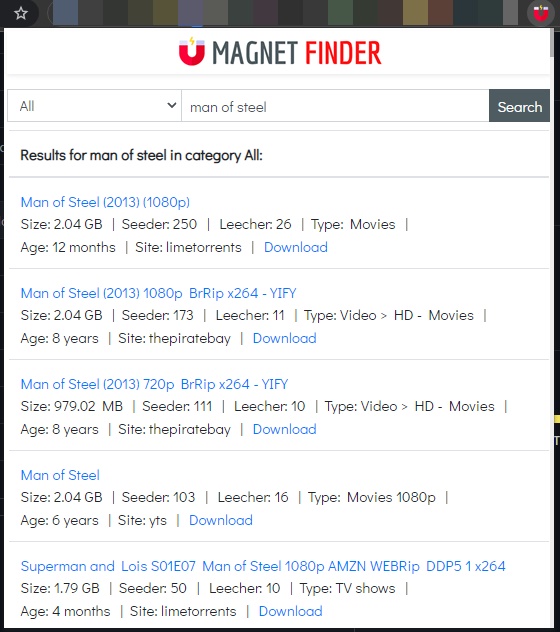 MAGNET FINDER
All man of steel Search
Results for man of steel in category All:
Man of Steel (2013) (1080p)
Size: 2.04 GB | Seeder: 250 | Leecher: 26 | Type: Movies |
Age: 12 months | Site: limetorrents | Download
Man of Steel (2013) 1080p BrRip x264 - YIFY
Size: 2.04 GB | Seeder: 173 | Leecher: 11 | Type: Video > HD - Movies |
Age: 8 years | Site: thepiratebay | Download
Man of Steel (2013) 720p BrRip x264 - YIFY
Size: 979.02 MB | Seeder: 111 | Leecher: 10 | Type: Video > HD - Movies |
Age: 8 years | Site: thepiratebay | Download
Man of Steel
Size: 2.04 GB | Seeder: 103 | Leecher: 16 | Type: Movies 1080p |
Age: 6 years | Site: yts | Download
Superman and Lois S01E07 Man of Steel 1080p AMZN WEBRip DDP5 1 x264
Size: 1.79 GB | Seeder: 50 | Leecher: 10 | Type: TV shows |
Age: 4 months | Site: limetorrents | Download